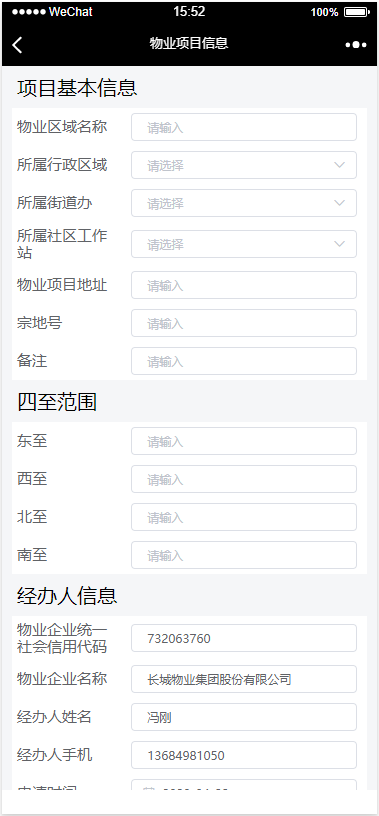 WeChat 15:52 100%
物业项目信息
项目基本信息
物业区域名称 请输入
所属行政区域 请选择
所属街道办 请选择
所属社区工作
站 请选择
物业项目地址 请输入
宗地号 请输入
备注 请输入
四至范围
东至 请输入
西至 请输入
北至 请输入
南至 请输入
经办人信息
物业企业统一
社会信用代码 732063760
物业企业名称 长城物业集团股份有限公司
经办人姓名 冯刚
经办人手机 13684981050
申请时间